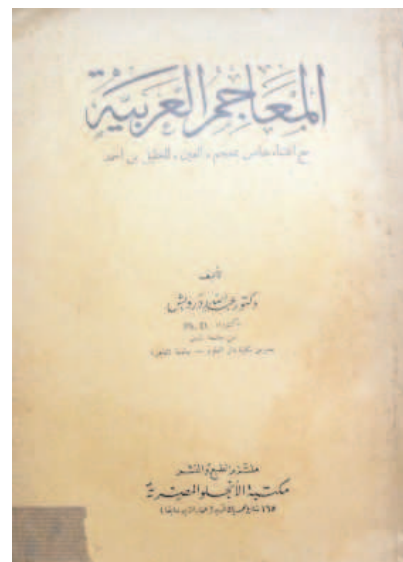 المعاجم العربية
مع اعتناء خاص بمعجم «العين» للخليل بن أحمد
تأليف
دكتور عبد الله درويش
دكتوراه Ph. D.
من جامعة لندن
مدرس بكلية دار العلوم — جامعة القاهرة
ملتزم الطبع والنشر
مكتبة الأنجلو المصرية
١٦٥ شارع محمد فريد (عماد الدين سابقا)